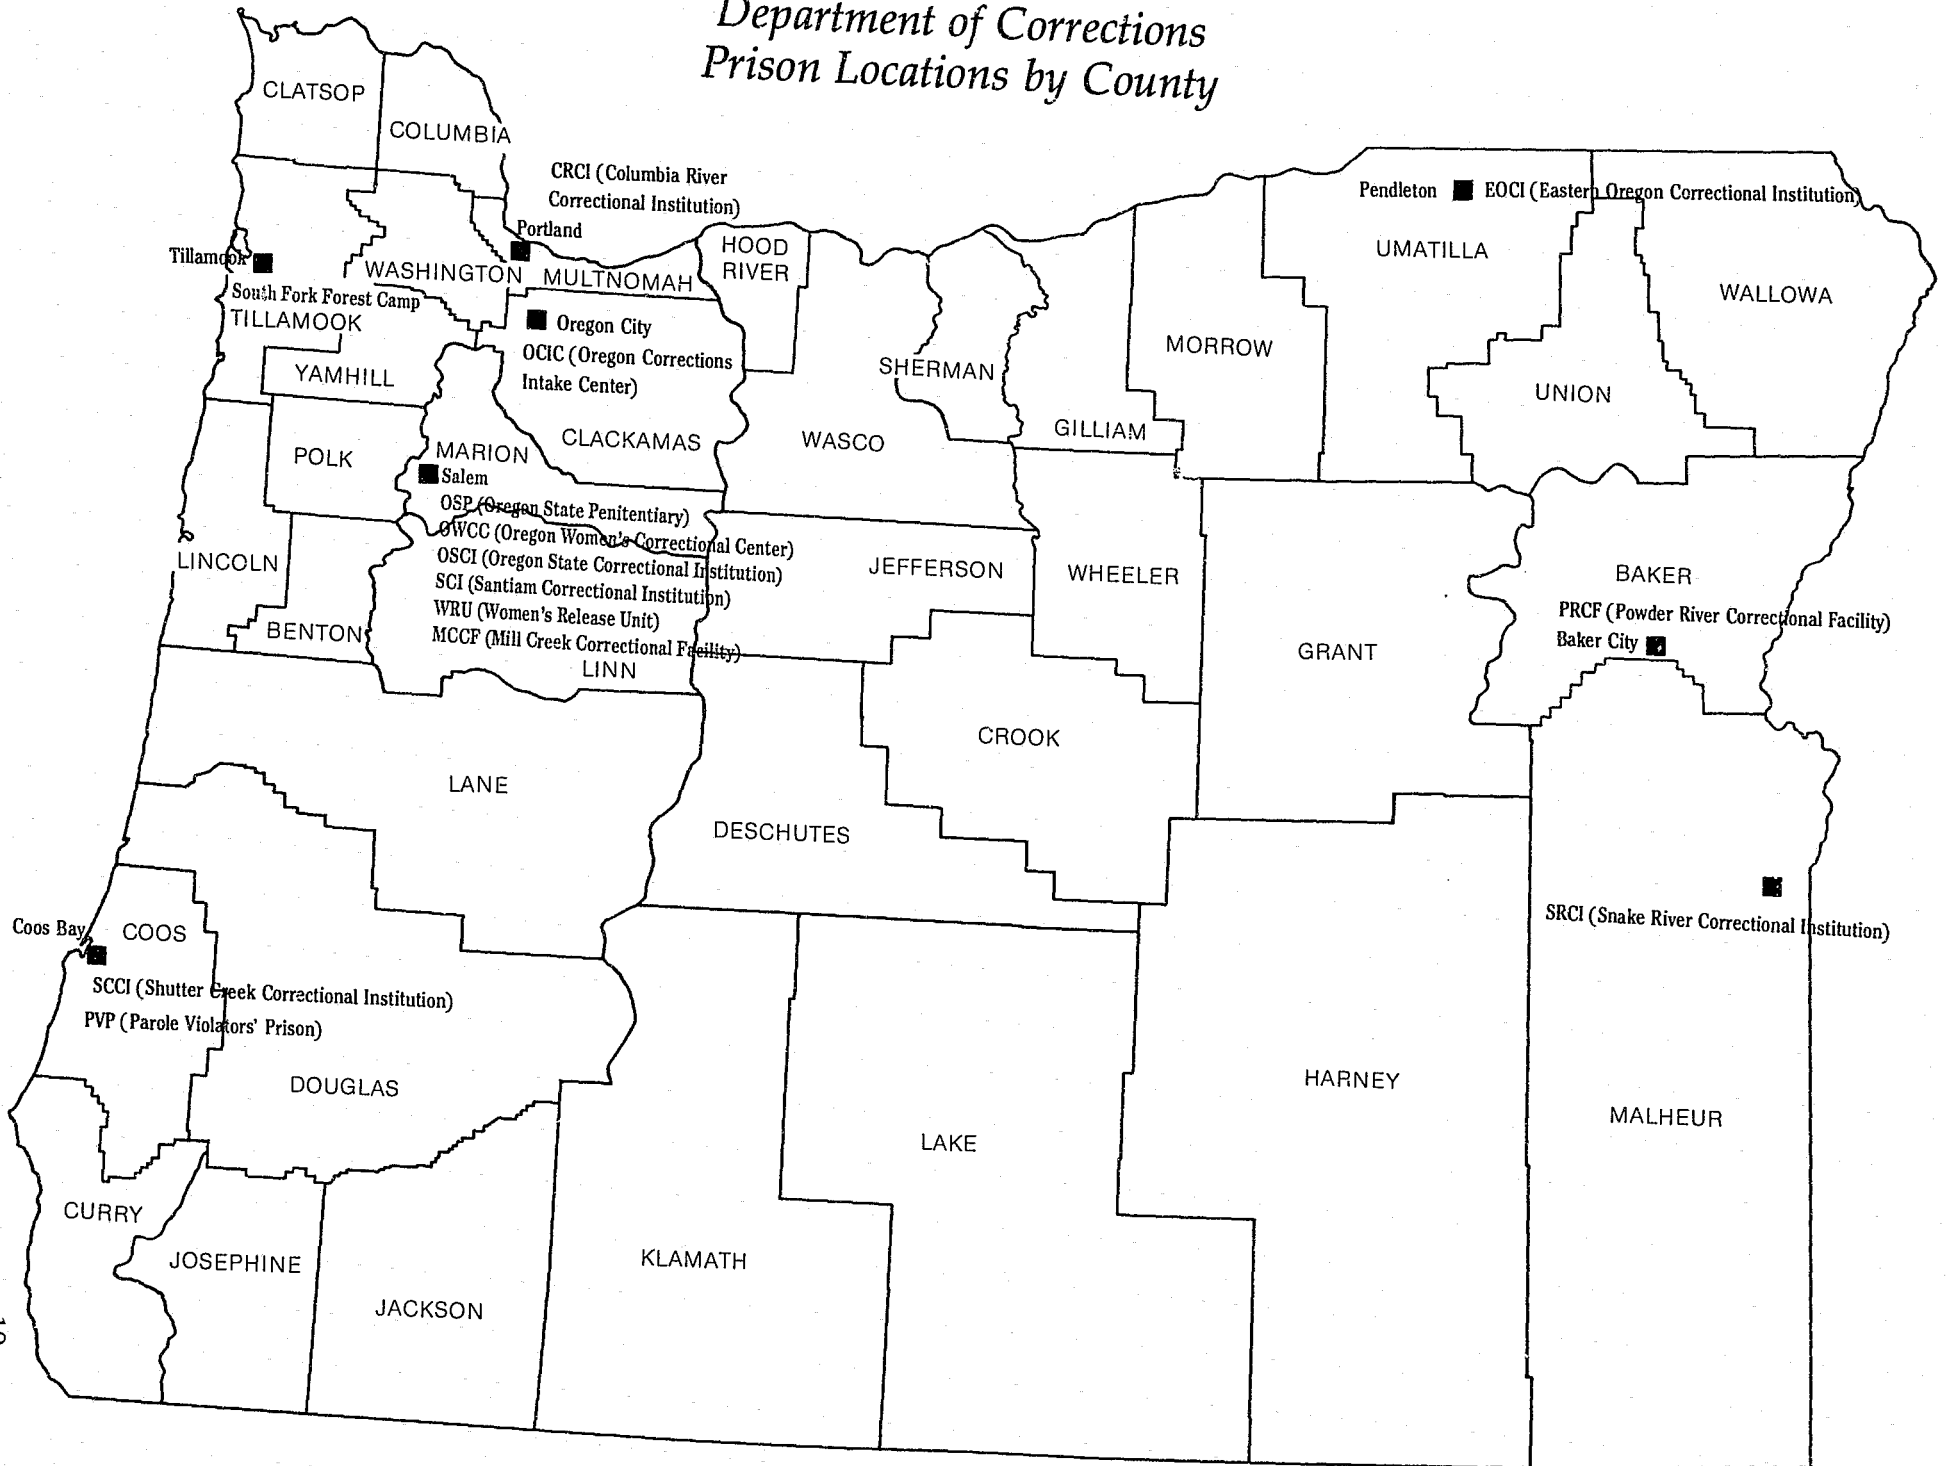 Department of Corrections
Prison Locations by County
CLATSOP
COLUMBIA
CRCI (Columbia River
Correctional Institution)
Portland
Pendleton
EOCI (Eastern Oregon Correctional Institution)
Tillamook
WASHINGTON
MULTNOMAH
HOOD
RIVER
UMATILLA
WALLOWA
South Fork Forest Camp
TILLAMOOK
Oregon City
OCIC (Oregon Corrections
Intake Center)
YAMHILL
SHERMAN
MORROW
UNION
CLACKAMAS
WASCO
GILLIAM
POLK
MARION
Salem
OSP (Oregon State Penitentiary)
OWCC (Oregon Women's Correctional Center)
OSCI (Oregon State Correctional Institution)
SCI (Santiam Correctional Institution)
WRU (Women's Release Unit)
MCCF (Mill Creek Correctional Facility)
LINN
LINCOLN
BENTON
JEFFERSON
WHEELER
GRANT
BAKER
PRCF (Powder River Correctional Facility)
Baker City
LANE
DESCHUTES
CROOK
SRCI (Snake River Correctional Institution)
Coos Bay
COOS
SCCI (Shutter Creek Correctional Institution)
PVP (Parole Violators' Prison)
DOUGLAS
HARNEY
MALHEUR
LAKE
CURRY
JOSEPHINE
JACKSON
KLAMATH